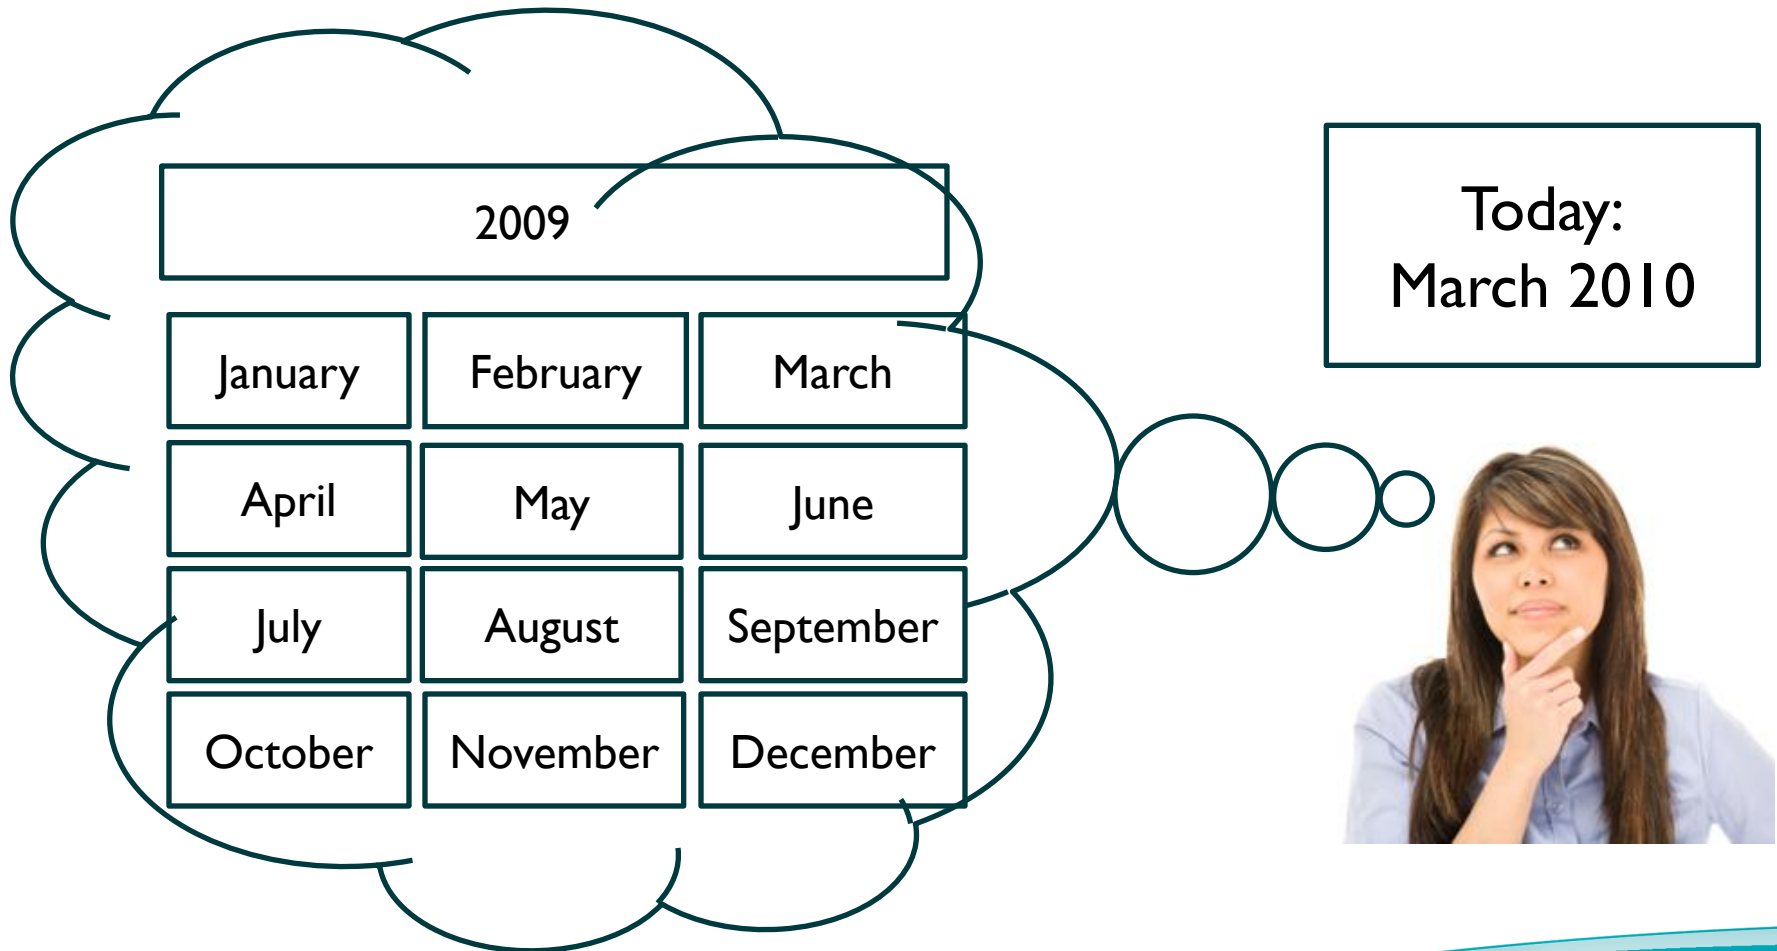 2009
Today:
March 2010
January February March
April May June
July August September
October November December